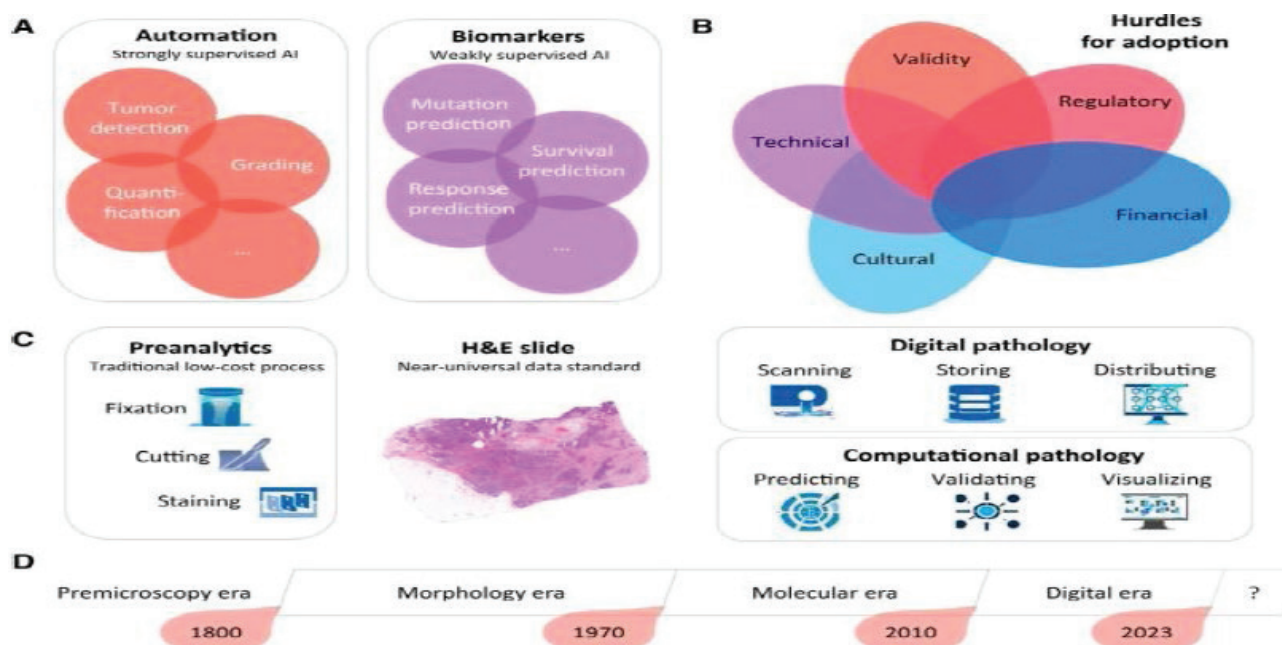 A
Automation
Strongly supervised AI
Tumor
detection
Grading
Quanti-
fication
...
Biomarkers
Weakly supervised AI
Mutation
prediction
Survival
prediction
Response
prediction
...
B
Hurdles
for adoption
Validity
Regulatory
Technical
Financial
Cultural
C
Preanalytics
Traditional low-cost process
Fixation
Cutting
Staining
H&E slide
Near-universal data standard
Digital pathology
Scanning Storing Distributing
Computational pathology
Predicting Validating Visualizing
D
Premicroscopy era Morphology era Molecular era Digital era ?
1800 1970 2010 2023